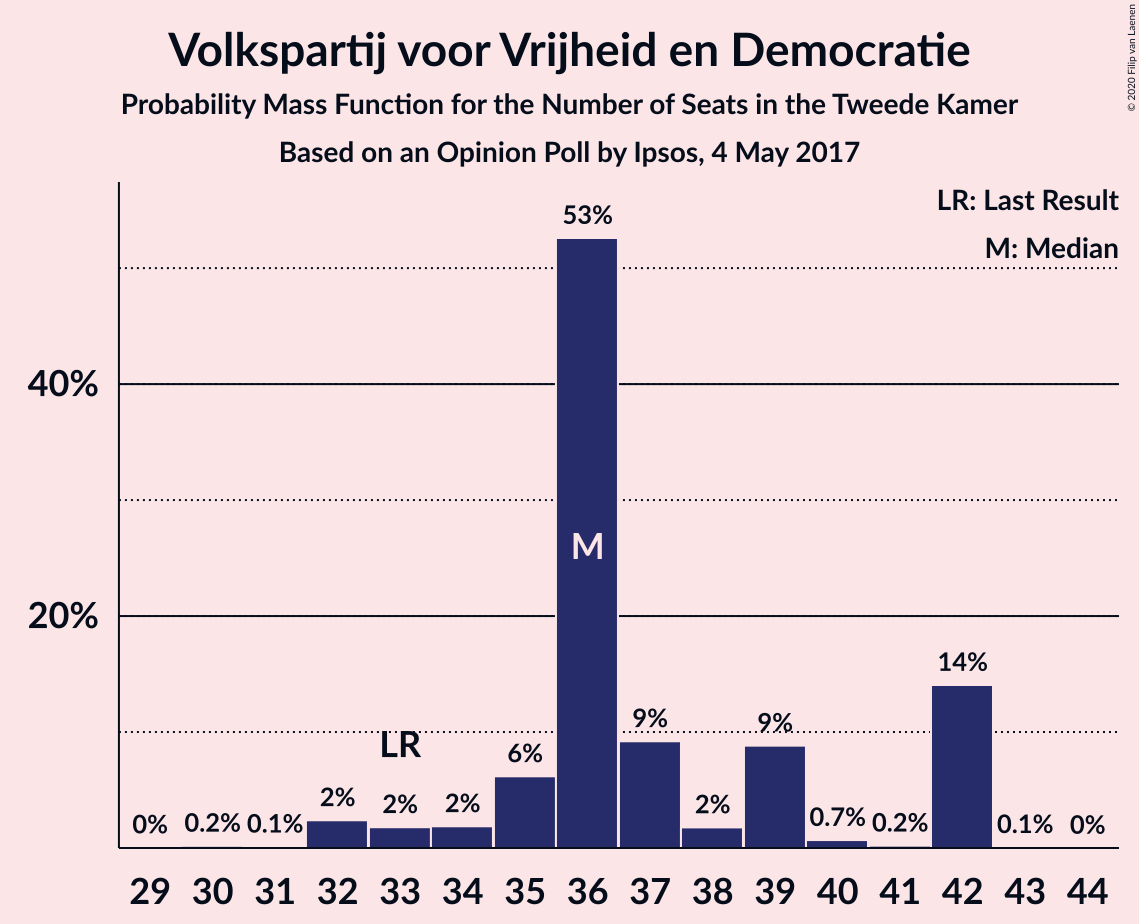 Volkspartij voor Vrijheid en Democratie
Probability Mass Function for the Number of Seats in the Tweede Kamer
Based on an Opinion Poll by Ipsos, 4 May 2017
© 2020 Filip van Laenen
LR: Last Result
M: Median
53%
40%
M
20%
14%
9%
9%
LR
6%
2%
2%
2%
2%
0%
0.2%
0.1%
0.7%
0.2%
0.1%
0%
29 30 31 32 33 34 35 36 37 38 39 40 41 42 43 44